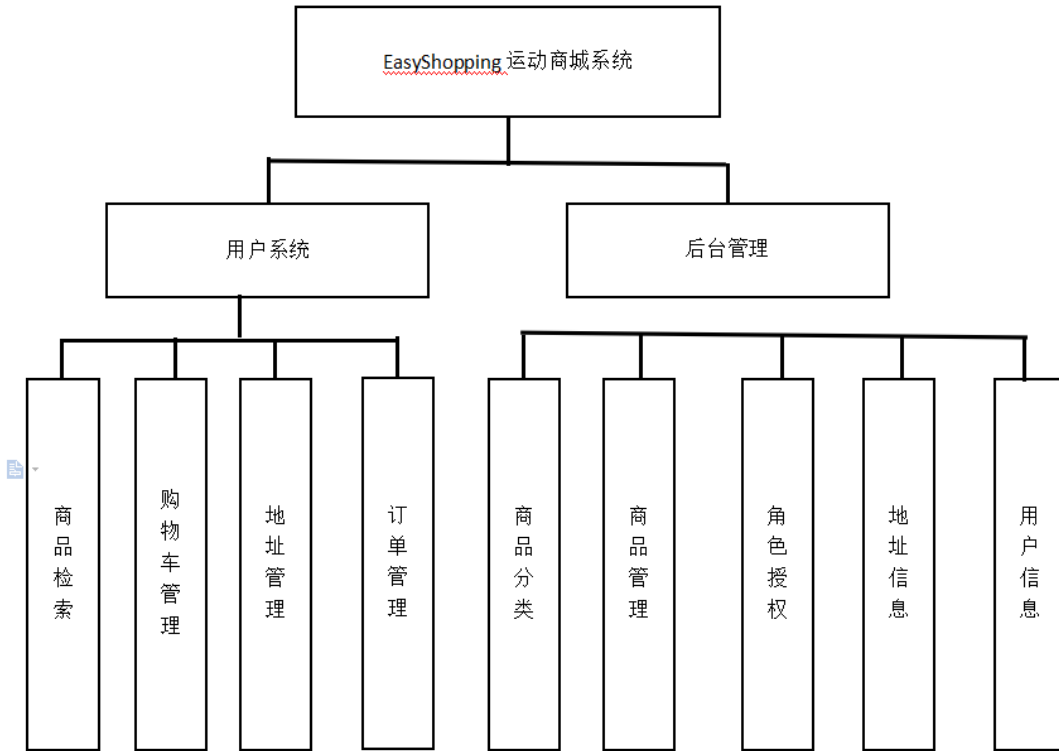 EasyShopping 运动商城系统
用户系统
后台管理
商品检索
购物车管理
地址管理
订单管理
商品分类
商品管理
角色授权
地址信息
用户信息